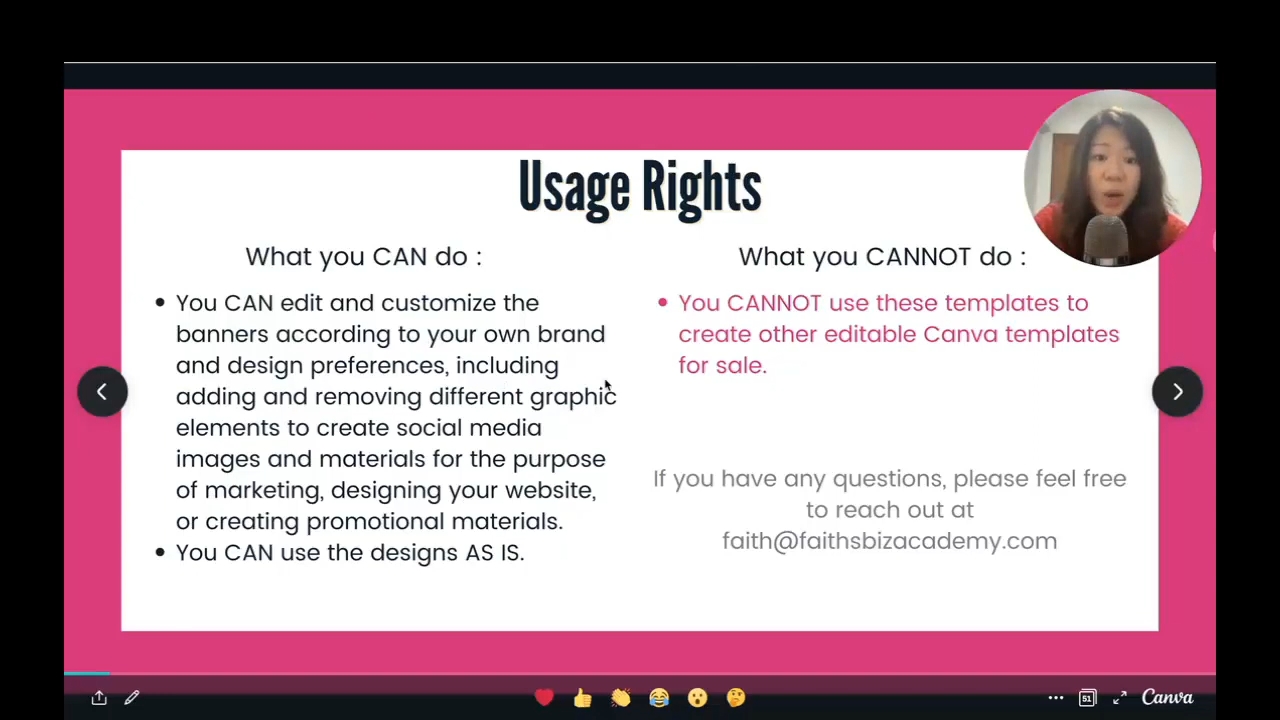 Usage Rights
What you CAN do :
You CAN edit and customize the
banners according to your own brand
and design preferences, including
adding and removing different graphic
elements to create social media
images and materials for the purpose
of marketing, designing your website,
or creating promotional materials.
You CAN use the designs AS IS.
What you CANNOT do :
You CANNOT use these templates to
create other editable Canva templates
for sale.
If you have any questions, please feel free
to reach out at
faith@faithsbizacademy.com
51
Canva